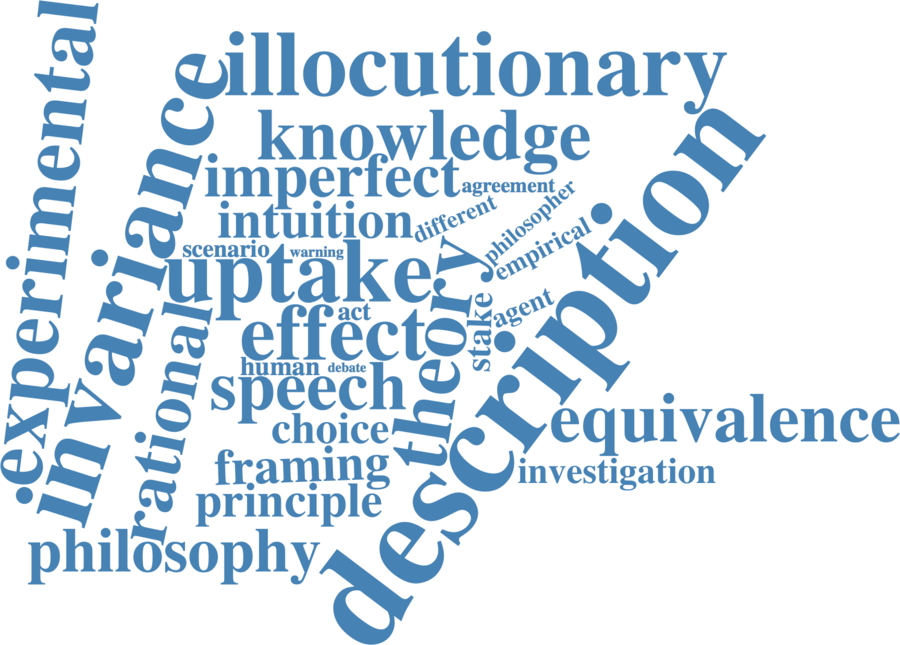 experimental
invariance
illocutionary
knowledge
imperfect
agreement
intuition
different
philosopher
scenario
warning
empirical
uptake
theory
description
rational
act
agent
stake
effect
human
debate
speech
choice
equivalence
framing
investigation
principle
philosophy